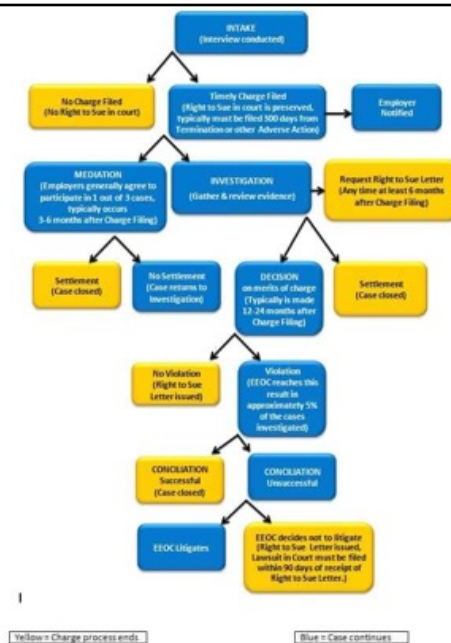 INTAKE
(Interview conducted)
No Charge Filed
(No Right to Sue in court)
Timely Charge Filed
(Right to Sue in court is preserved,
typically must be filed 300 days from
Termination or other Adverse Action)
Employer
Notified
MEDIATION
(Employers generally agree to
participate in 1 out of 3 cases,
typically occurs
3-6 months after Charge Filing)
INVESTIGATION
(Gather & review evidence)
Request Right to Sue Letter
(Any time at least 6 months
after Charge Filing)
Settlement
(Case closed)
No Settlement
(Case returns to
Investigation)
DECISION
on merits of charge
(Typically is made
12-24 months after
Charge Filing)
Settlement
(Case closed)
No Violation
(Right to Sue
Letter issued)
Violation
(EEOC reaches this
result in
approximately 5%
of the cases
investigated)
CONCILIATION
Successful
(Case closed)
CONCILIATION
Unsuccessful
EEOC Litigates
EEOC decides not to litigate
(Right to Sue Letter issued,
Lawsuit in Court must be filed
within 90 days of receipt of
Right to Sue Letter.)
Yellow = Charge process ends
Blue = Case continues